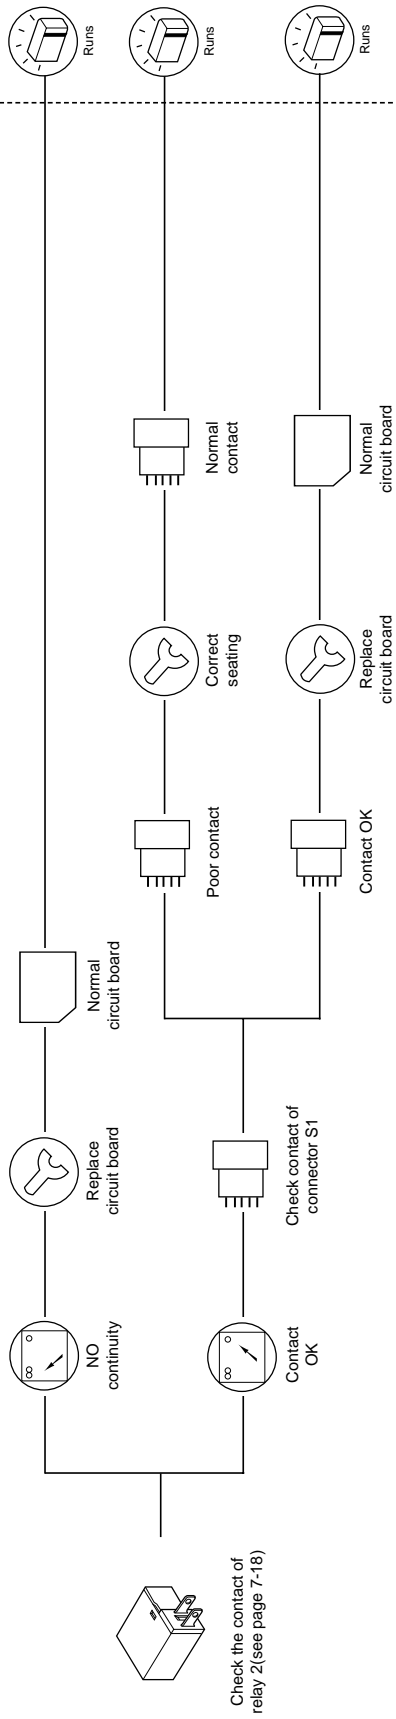 Check the contact of
relay 2(see page 7-18)
NO
continuity
Replace
circuit board
Normal
circuit board
Runs
Contact
OK
Check contact of
connector S1
Poor contact
Correct
seating
Normal
contact
Runs
Contact OK
Replace
circuit board
Normal
circuit board
Runs